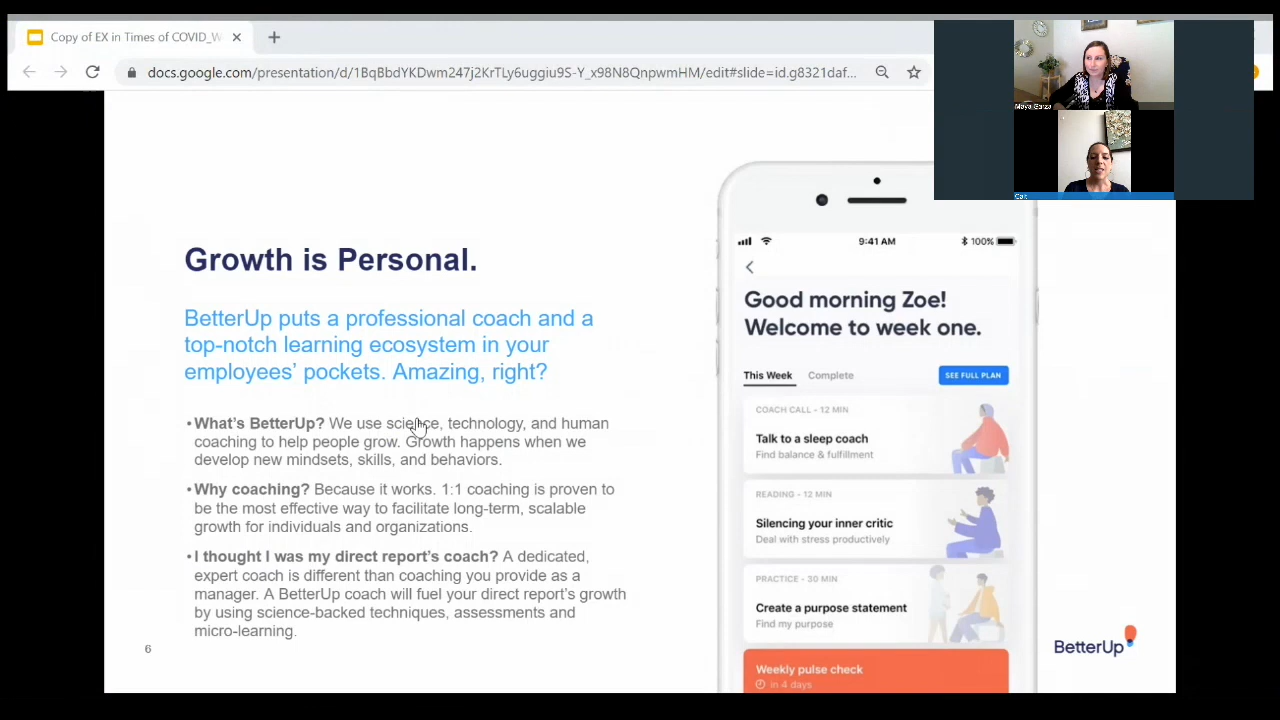 Copy of EX in Times of COVID_W
docs.google.com/presentation/d/
Maya Garza
Cait
Growth is Personal.
BetterUp puts a professional coach and a
top-notch learning ecosystem in your
employees' pockets. Amazing, right?
•What's BetterUp? We use science, technology, and human
coaching to help people grow. Growth happens when we
develop new mindsets, skills, and behaviors.
•Why coaching? Because it works. 1:1 coaching is proven to
be the most effective way to facilitate long-term, scalable
growth for individuals and organizations.
•I thought I was my direct report's coach? A dedicated,
expert coach is different than coaching you provide as a
manager. A BetterUp coach will fuel your direct report's growth
by using science-backed techniques, assessments and
micro-learning.
6
9:41 AM
100%
Good morning Zoe!
Welcome to week one.
This Week Complete SEE FULL PLAN
COACH CALL - 12 MIN
Talk to a sleep coach
Find balance & fulfillment
READING - 12 MIN
Silencing your inner critic
Deal with stress productively
PRACTICE - 30 MIN
Create a purpose statement
Find my purpose
Weekly pulse check
in 4 days
BetterUp